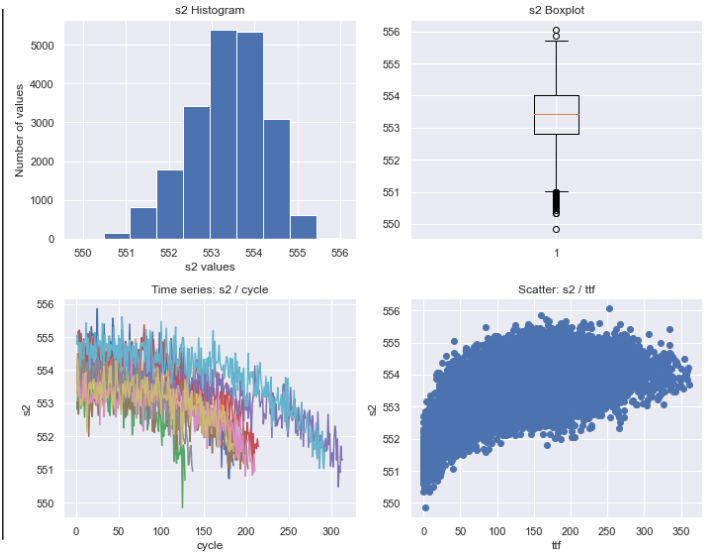 s2 Histogram
Number of values
5000
4000
3000
2000
1000
0
550 551 552 553 554 555 556
s2 values
s2 Boxplot
556
555
554
553
552
551
550
1
Time series: s2 / cycle
s2
556
555
554
553
552
551
550
0 50 100 150 200 250 300
cycle
Scatter: s2 / ttf
s2
556
555
554
553
552
551
550
0 50 100 150 200 250 300 350
ttf